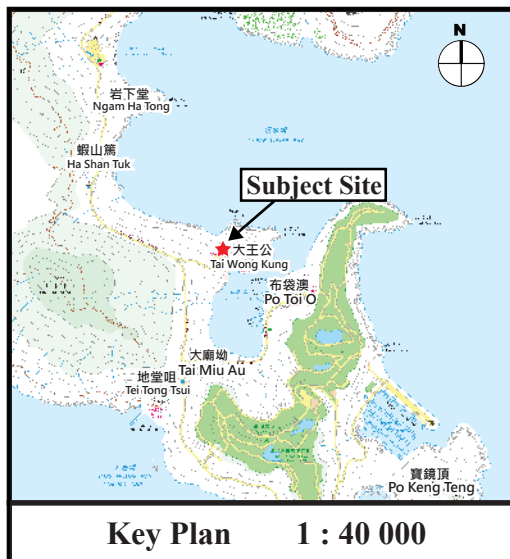 N
岩下堂
Ngam Ha Tong
蝦山篤
Ha Shan Tuk
Subject Site
大王公
Tai Wong Kung
布袋澳
Po Toi O
大廟坳
Tai Miu Au
地堂咀
Tei Tong Tsui
寶鏡頂
Po Keng Teng
Key Plan 1 : 40 000